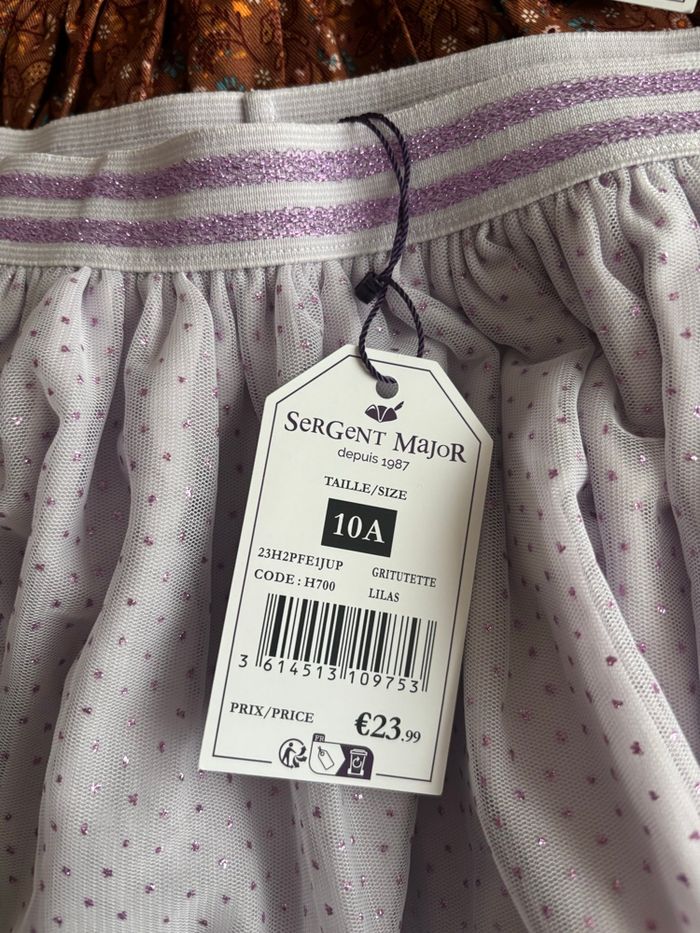 SerGeNT MajoR
depuis 1987
TAILLE/SIZE
10A
23H2PFE1JUP GRITUTETTE
CODE : H700 LILAS
3 614513 109753
PRIX/PRICE €23.99
FR